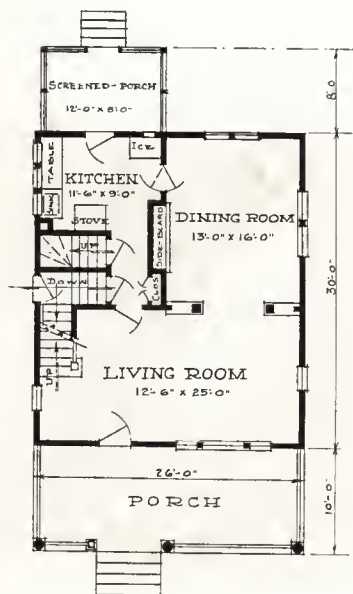 SCREENED-PORCH
12'-0" X 8'-0"
8'-0
ICE
TABLE
KITCHEN
11'-6" X 9'-0"
SINK
STOVE
DINING ROOM
13'-0" X 16'-0"
SIDE-BOARD
UP
DOWN
CLOS.
30'-0"
UP
LIVING ROOM
12'-6" X 25'-0"
26'-0"
PORCH
10'-0"